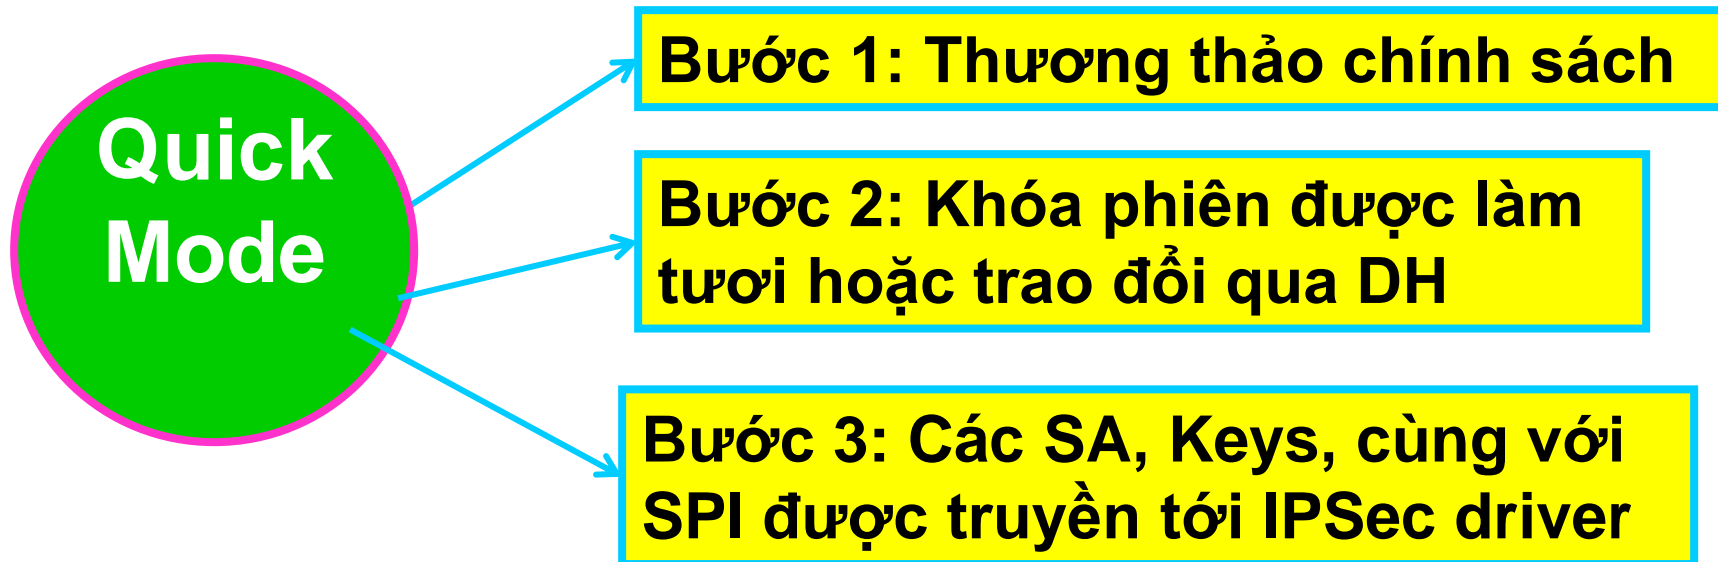 Quick
Mode
Bước 1: Thương thảo chính sách
Bước 2: Khóa phiên được làm
tươi hoặc trao đổi qua DH
Bước 3: Các SA, Keys, cùng với
SPI được truyền tới IPSec driver